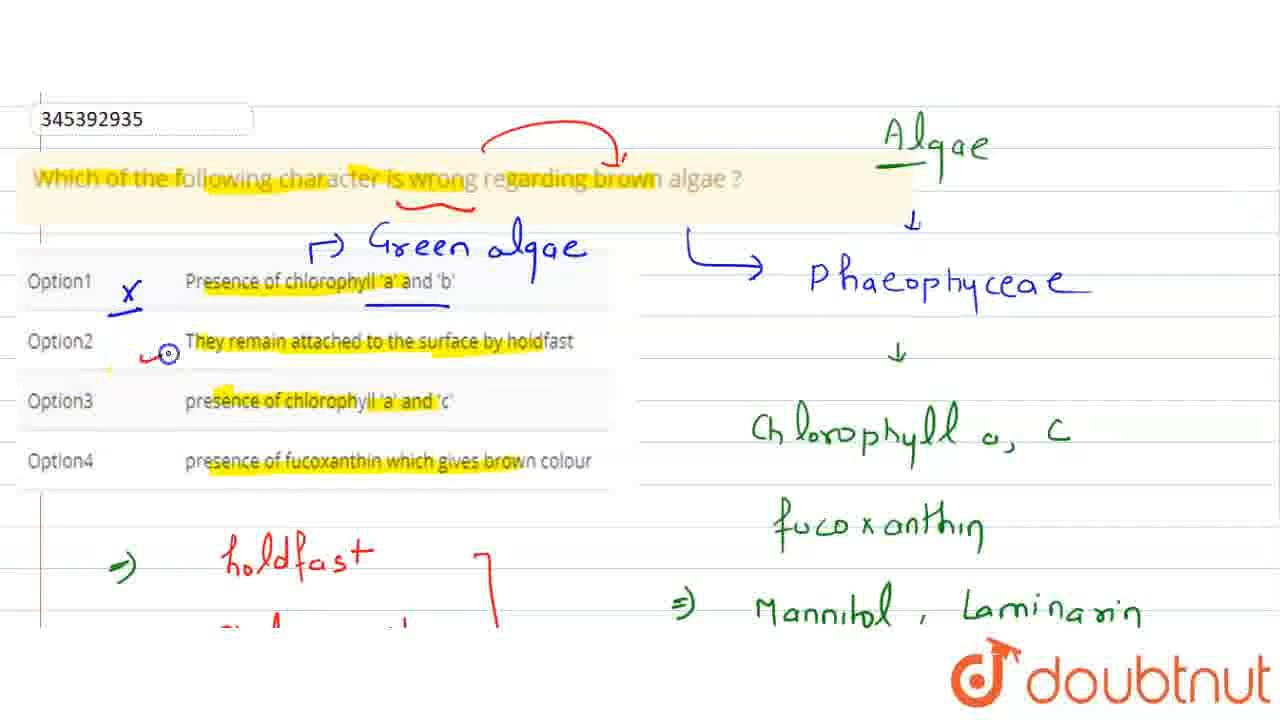 345392935
Algae
Which of the following character is wrong regarding brown algae ?
Green algae
Phaeophyceae
Option1 Presence of chlorophyll 'a' and 'b'
x
Option2 They remain attached to the surface by holdfast
Option3 presence of chlorophyll 'a' and 'c'
Chlorophyll a, c
Option4 presence of fucoxanthin which gives brown colour
fucoxanthin
⇒ holdfast
⇒ Mannitol, Laminarin
doubtnut